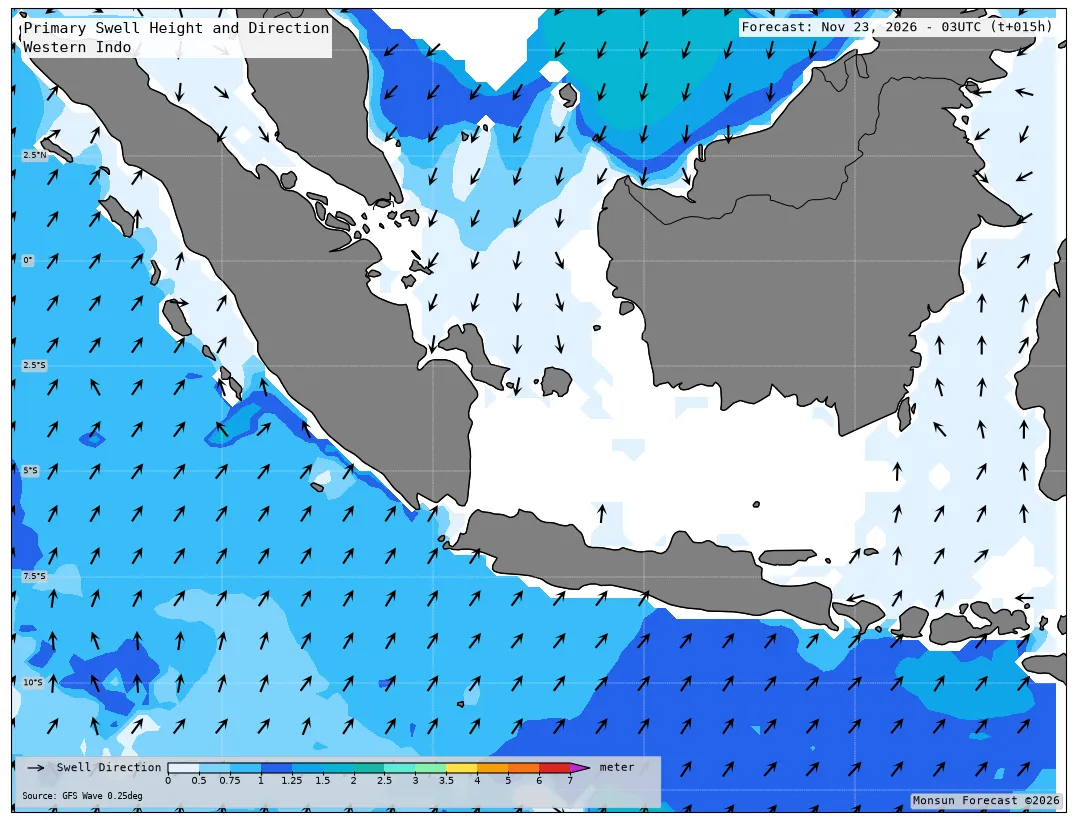 Primary Swell Height and Direction
Western Indo
Forecast: Nov 23, 2026 - 03UTC (t+015h)
2.5°N
0°
2.5°S
5°S
7.5°S
10°S
Swell Direction
0 0.5 0.75 1 1.25 1.5 2 2.5 3 3.5 4 5 6 7
meter
Source: GFS Wave 0.25deg
Monsun Forecast ©2026